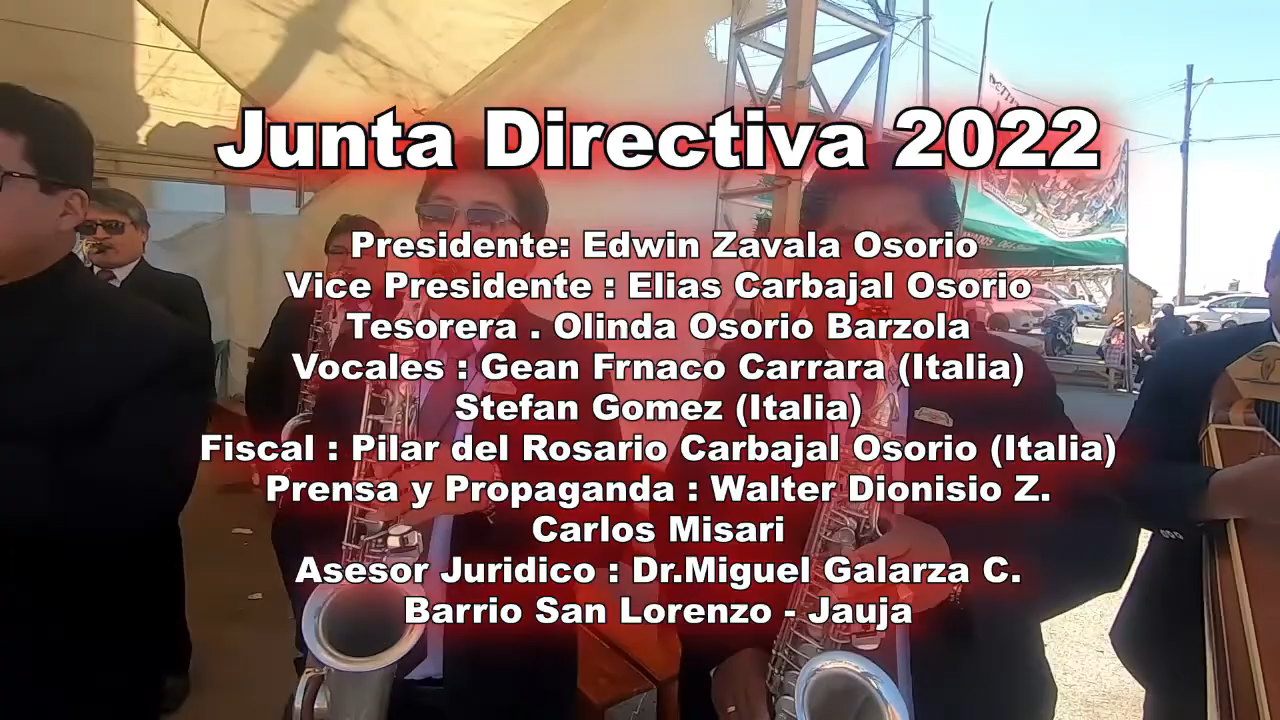 Junta Directiva 2022
Presidente: Edwin Zavala Osorio
Vice Presidente : Elias Carbajal Osorio
Tesorera . Olinda Osorio Barzola
Vocales : Gean Frnaco Carrara (Italia)
Stefan Gomez (Italia)
Fiscal : Pilar del Rosario Carbajal Osorio (Italia)
Prensa y Propaganda : Walter Dionisio Z.
Carlos Misari
Asesor Juridico : Dr.Miguel Galarza C.
Barrio San Lorenzo - Jauja